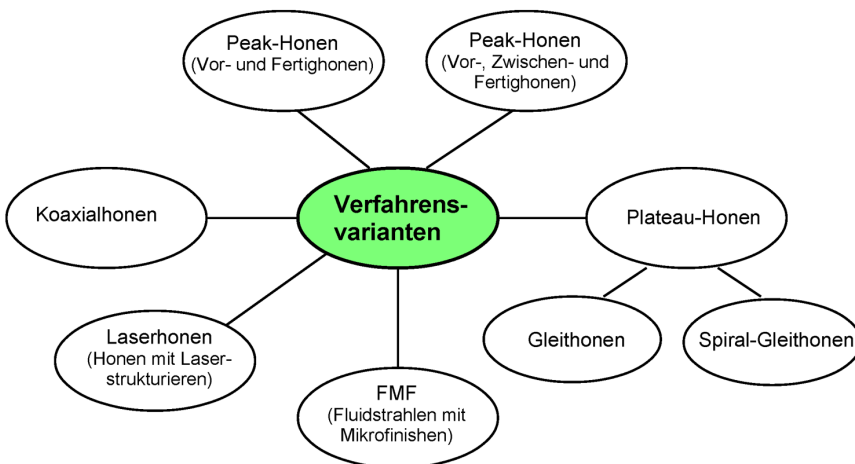 Peak-Honen
(Vor- und Fertighonen)
Peak-Honen
(Vor-, Zwischen- und
Fertighonen)
Koaxialhonen
Verfahrens-
varianten
Plateau-Honen
Laserhonen
(Honen mit Laser-
strukturieren)
FMF
(Fluidstrahlen mit
Mikrofinishen)
Gleithonen
Spiral-Gleithonen